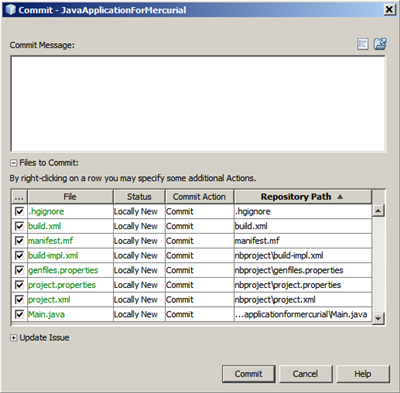 Commit - JavaApplicationForMercurial
Commit Message:
Files to Commit:
By right-clicking on a row you may specify some additional Actions.
... File Status Commit Action Repository Path
.hgignore Locally New Commit .hgignore
build.xml Locally New Commit build.xml
manifest.mf Locally New Commit manifest.mf
build-impl.xml Locally New Commit nbproject\build-impl.xml
genfiles.properties Locally New Commit nbproject\genfiles.properties
project.properties Locally New Commit nbproject\project.properties
project.xml Locally New Commit nbproject\project.xml
Main.java Locally New Commit ...applicationformercurial\Main.java
Update Issue
Commit Cancel Help